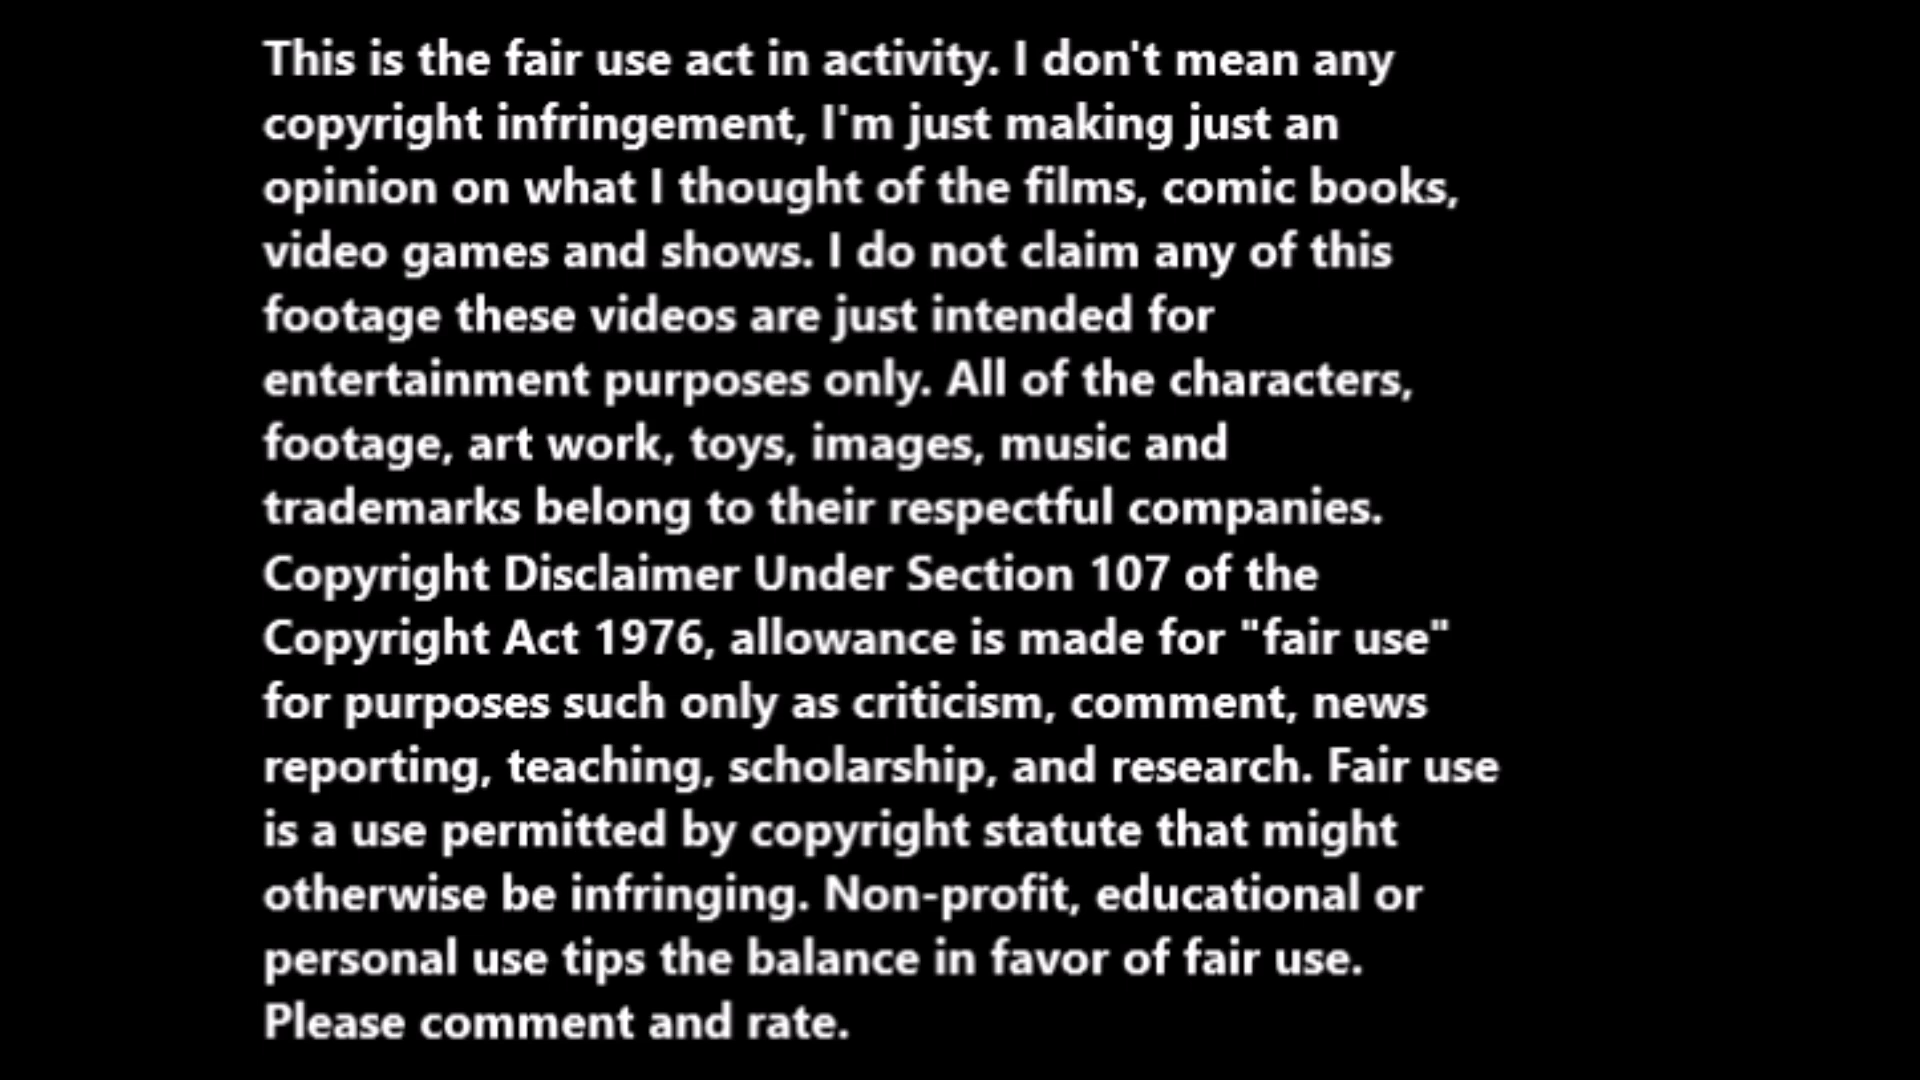 This is the fair use act in activity. I don't mean any
copyright infringement, I'm just making just an
opinion on what I thought of the films, comic books,
video games and shows. I do not claim any of this
footage these videos are just intended for
entertainment purposes only. All of the characters,
footage, art work, toys, images, music and
trademarks belong to their respectful companies.
Copyright Disclaimer Under Section 107 of the
Copyright Act 1976, allowance is made for "fair use"
for purposes such only as criticism, comment, news
reporting, teaching, scholarship, and research. Fair use
is a use permitted by copyright statute that might
otherwise be infringing. Non-profit, educational or
personal use tips the balance in favor of fair use.
Please comment and rate.